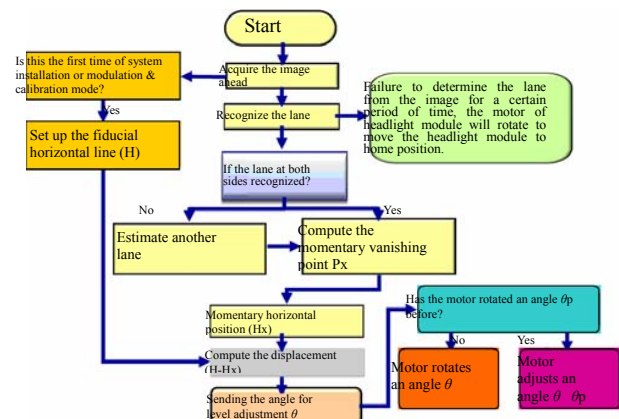 Start
Is this the first time of system
installation or modulation &
calibration mode?
Acquire the image
ahead
Yes
Recognize the lane
Failure to determine the lane
from the image for a certain
period of time, the motor of
headlight module will rotate to
move the headlight module to
home position.
Set up the fiducial
horizontal line (H)
If the lane at both
sides recognized?
No
Yes
Estimate another
lane
Compute the
momentary vanishing
point Px
Momentary horizontal
position (Hx)
Has the motor rotated an angle θp
before?
Compute the displacement
(H-Hx)
No
Yes
Motor rotates
an angle θ
Motor
adjusts an
angle θ θp
Sending the angle for
level adjustment θ